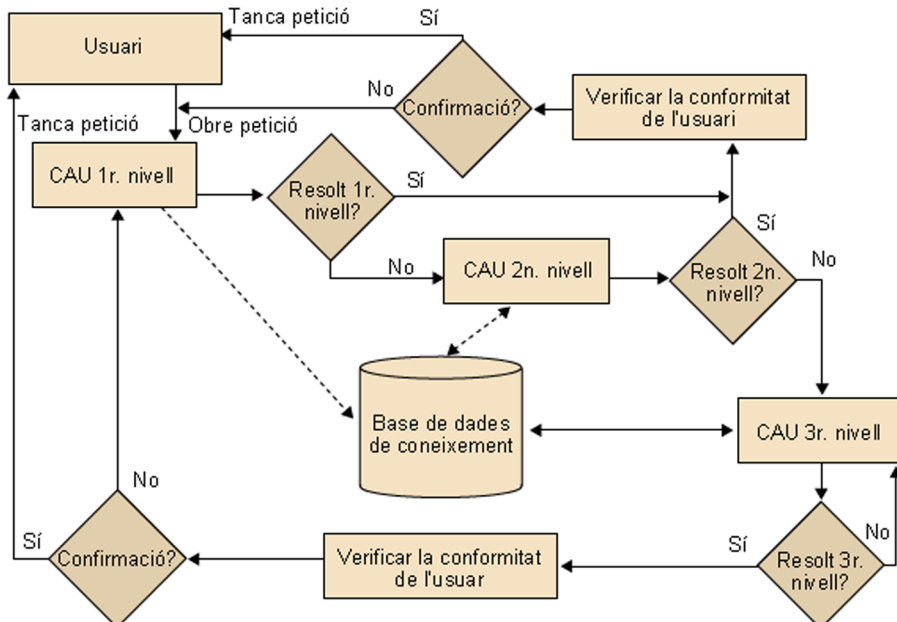 Tanca petició
Sí
Usuari
No
Confirmació?
Verificar la conformitat
de l'usuari
Tanca petició
Obre petició
CAU 1r. nivell
Resolt 1r.
nivell?
Sí
Sí
No
CAU 2n. nivell
Resolt 2n.
nivell?
No
Base de dades
de coneixement
CAU 3r. nivell
No
Sí
Confirmació?
Verificar la conformitat
de l'usuar
Sí
No
Resolt 3r.
nivell?